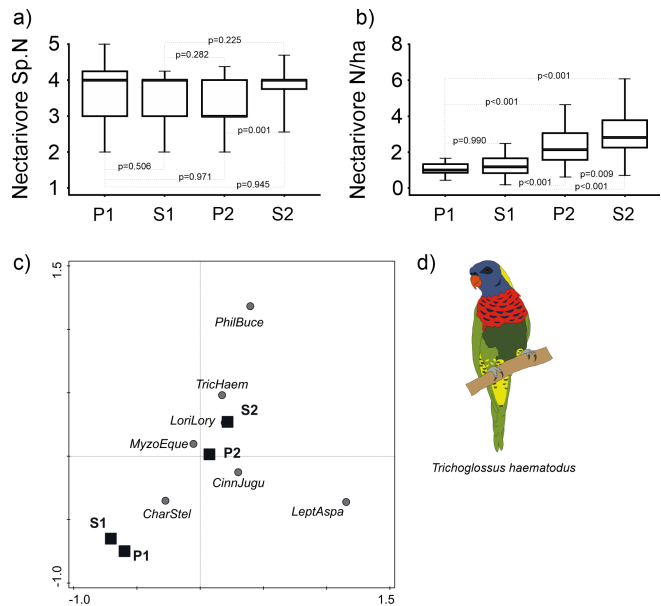 a)
Nectarivore Sp.N
5
4
3
2
1
p=0.225
p=0.282
p=0.001
p=0.506
p=0.971
p=0.945
P1 S1 P2 S2
b)
Nectarivore N/ha
8
6
4
2
0
p<0.001
p<0.001
p=0.990
p=0.009
p<0.001
p<0.001
P1 S1 P2 S2
c)
1.5
PhilBuce
TricHaem
S2
LoriLory
MyzoEque
P2
CinnJugu
CharStel
LeptAspa
S1
P1
-1.0
-1.0 1.5
d)
Trichoglossus haematodus